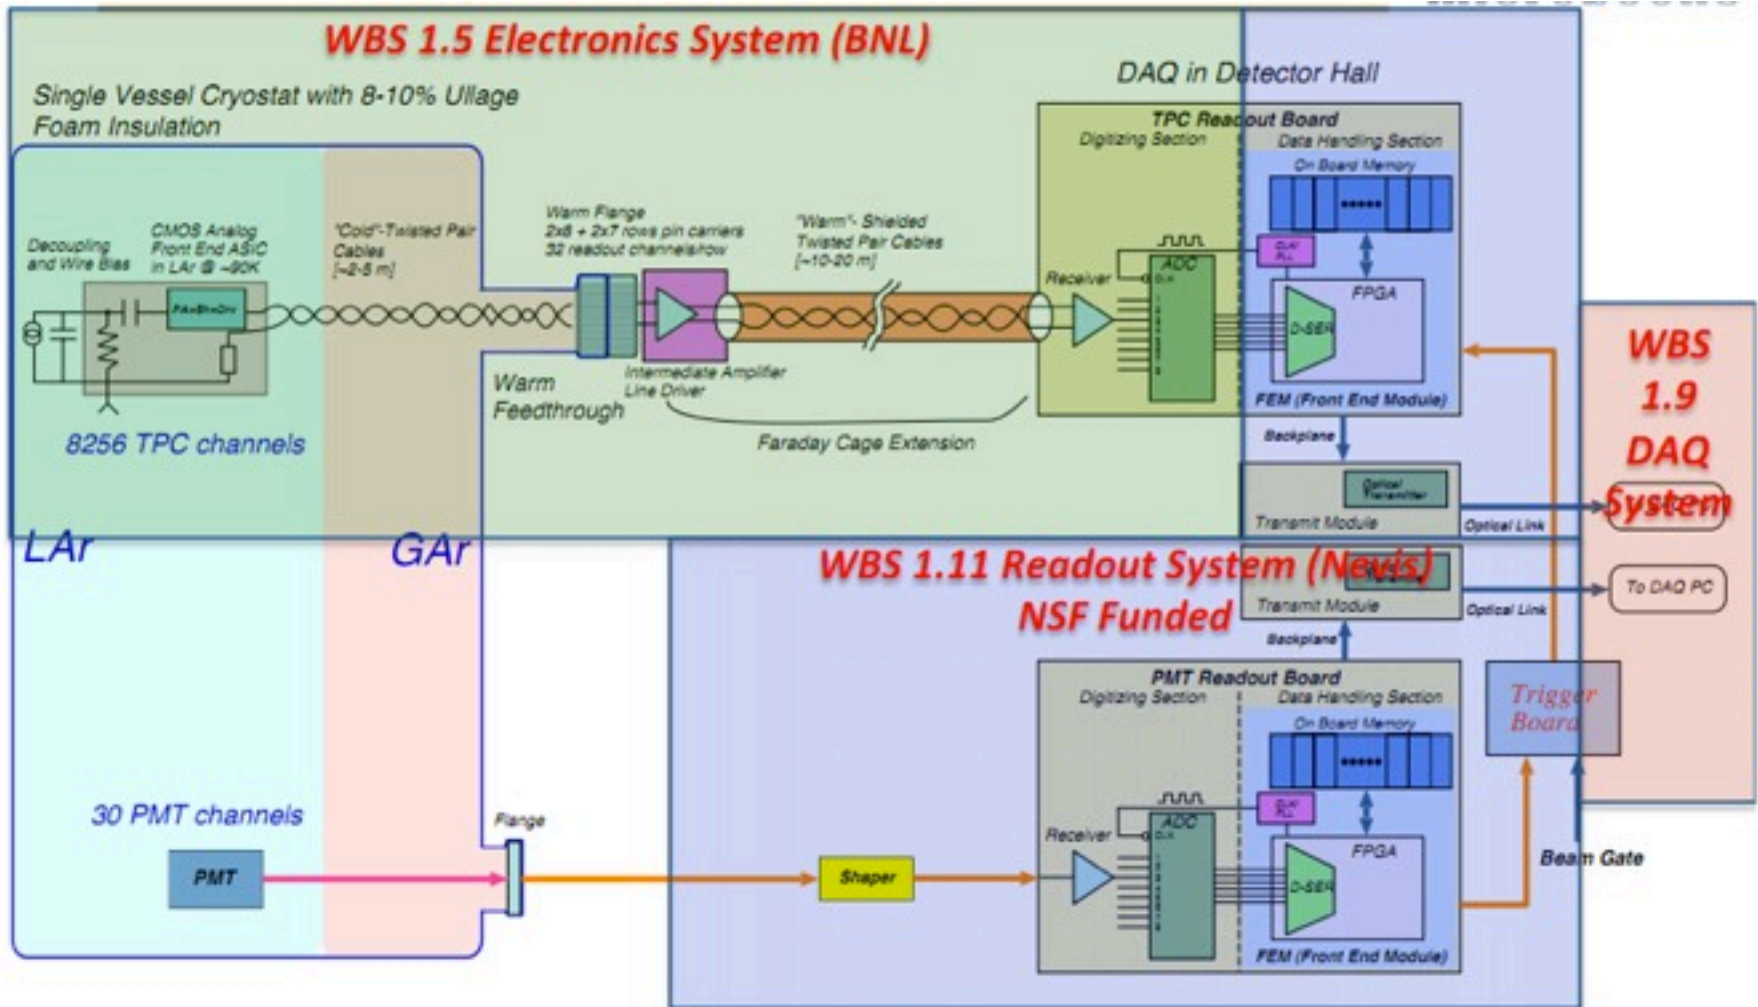 WBS 1.5 Electronics System (BNL)
DAQ in Detector Hall
Single Vessel Cryostat with 8-10% Ullage
Foam Insulation
TPC Readout Board
Digitizing Section
Data Handling Section
On Board Memory
Decoupling
and Wire Bias
CMOS Analog
Front End ASIC
in LAr @ ~90K
"Cold"-Twisted Pair
Cables
[~2-5 m]
Warm Flange
2x8 + 2x7 rows pin carriers
32 readout channels/row
"Warm"- Shielded
Twisted Pair Cables
[~10-20 m]
Receiver
ADC
CLK
FPGA
D-SER
FEM (Front End Module)
Intermediate Amplifier
Line Driver
Warm
Feedthrough
Faraday Cage Extension
8256 TPC channels
Backplane
Optical
Transmitter
Transmit Module
Optical Link
WBS
1.9
DAQ
System
LAr
GAr
WBS 1.11 Readout System (Nevis)
NSF Funded
Transmit Module
Optical Link
To DAQ PC
Backplane
PMT Readout Board
Digitizing Section
Data Handling Section
On Board Memory
Trigger
Board
30 PMT channels
PMT
Flange
Shaper
Receiver
ADC
CLK
FPGA
D-SER
FEM (Front End Module)
Beam Gate